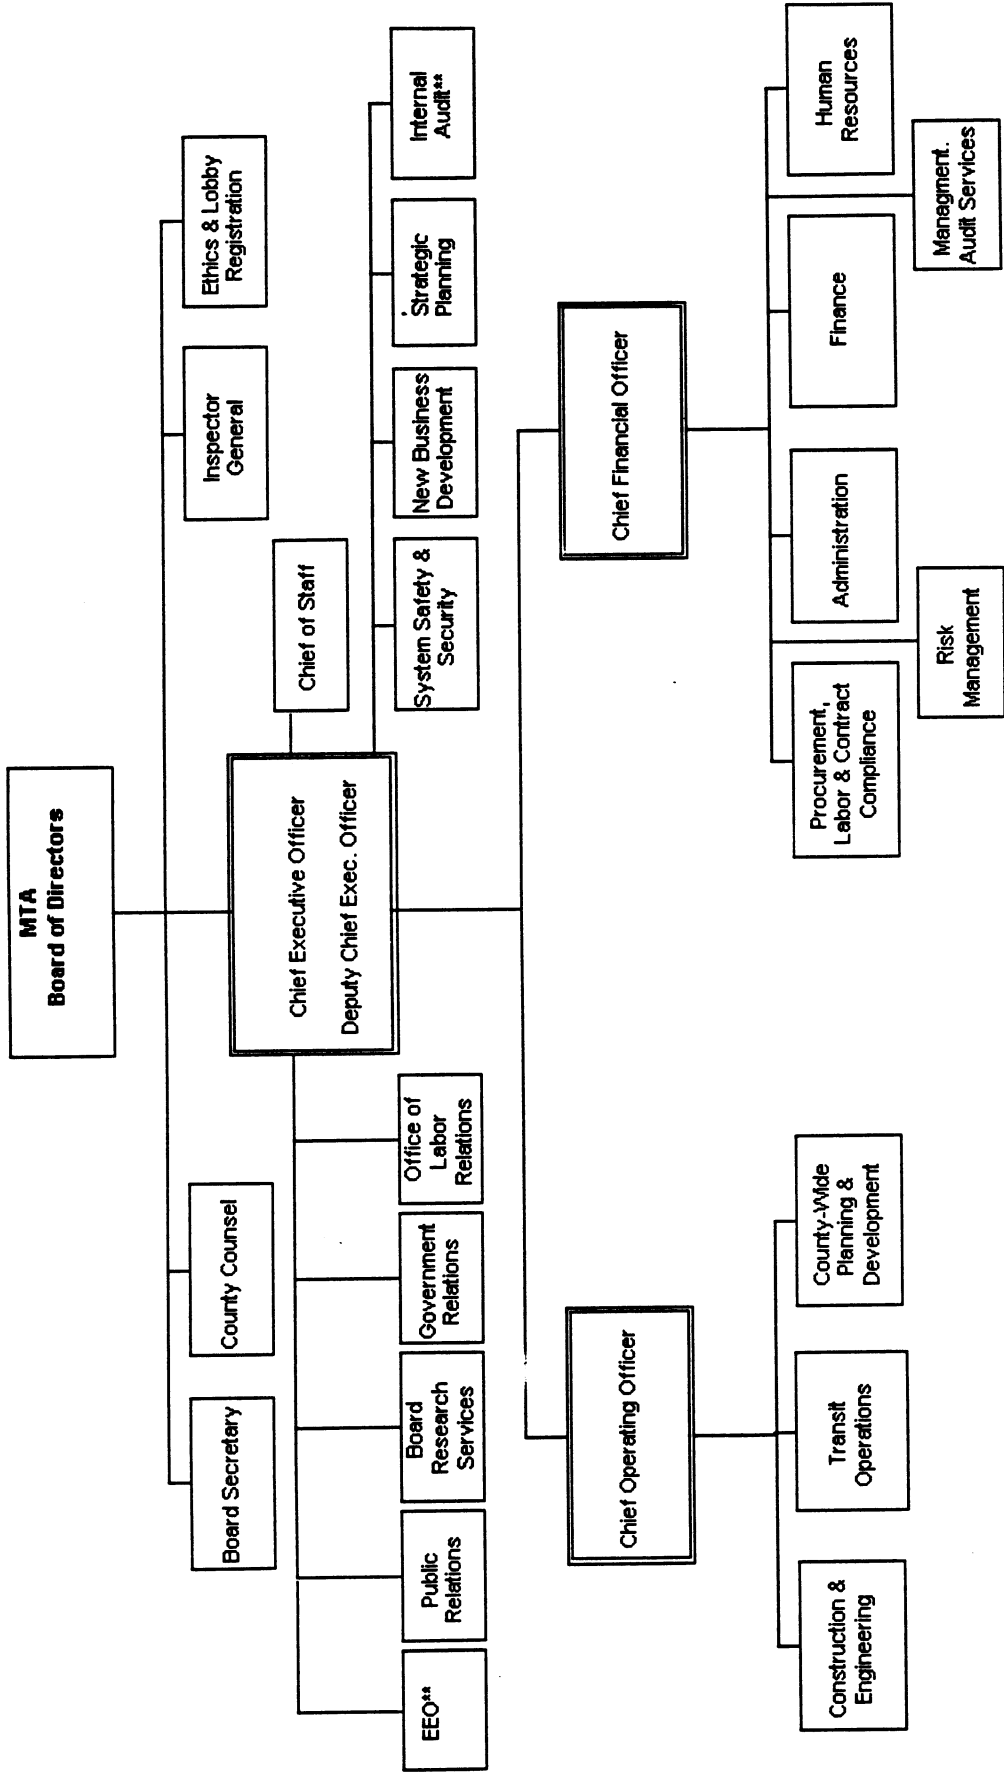 MTA
Board of Directors
Board Secretary
County Counsel
Inspector
General
Ethics & Lobby
Registration
Chief of Staff
Chief Executive Officer
Deputy Chief Exec. Officer
EEO**
Public
Relations
Board
Research
Services
Government
Relations
Office of
Labor
Relations
System Safety &
Security
New Business
Development
Strategic
Planning
Internal
Audit**
Chief Operating Officer
Chief Financial Officer
Construction &
Engineering
Transit
Operations
County-Wide
Planning &
Development
Procurement,
Labor & Contract
Compliance
Administration
Finance
Human
Resources
Risk
Management
Managment.
Audit Services